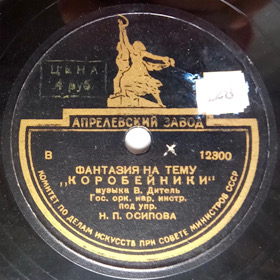 ЦЕНА
4 руб.
АПРЕЛЕВСКИЙ ЗАВОД
В 12300
ФАНТАЗИЯ НА ТЕМУ
„КОРОБЕЙНИКИ"
музыка В. Дитель
Гос. орк. нар. инстр.
под упр.
Н. П. ОСИПОВА
КОМИТЕТ ПО ДЕЛАМ ИСКУССТВ ПРИ СОВЕТЕ МИНИСТРОВ СССР